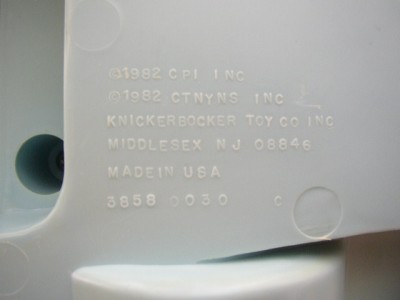 ©1982 CPI INC
©1982 CTNYNS INC
KNICKERBOCKER TOY CO INC
MIDDLESEX NJ 08846
MADE IN USA
3858 0030 C